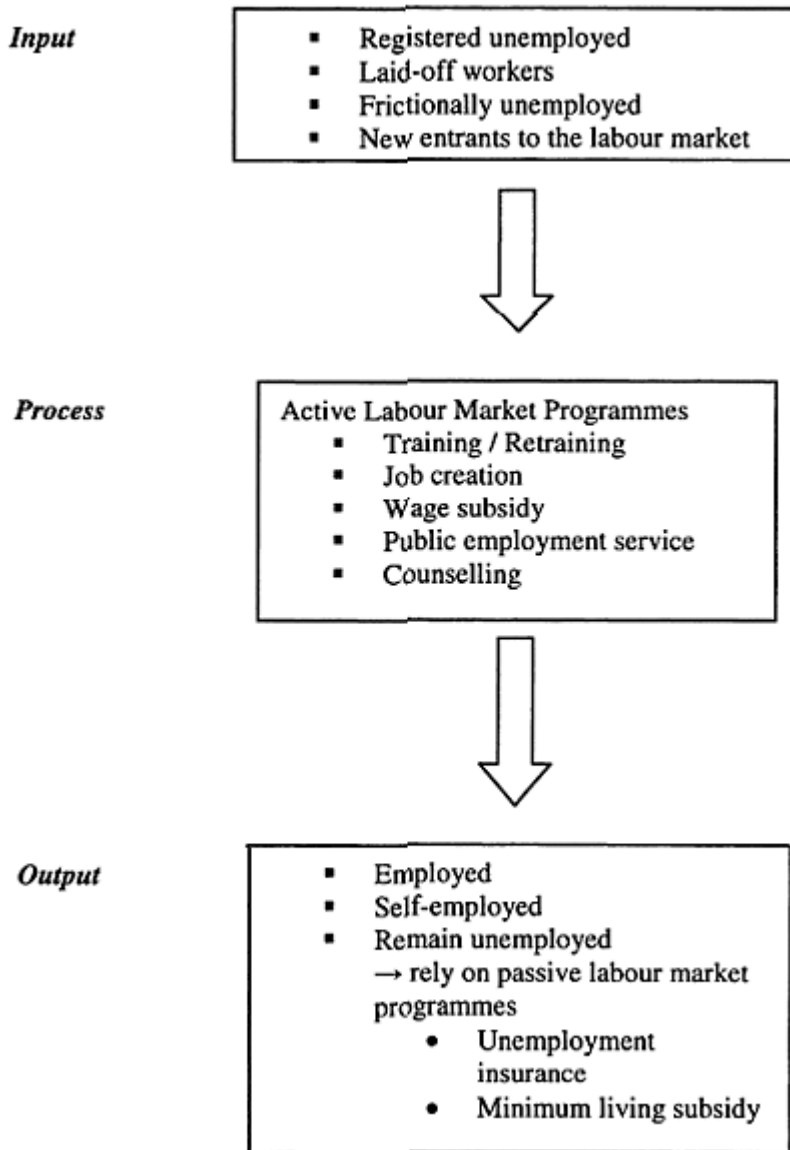 Input
▪ Registered unemployed
▪ Laid-off workers
▪ Frictionally unemployed
▪ New entrants to the labour market
Process
Active Labour Market Programmes
▪ Training / Retraining
▪ Job creation
▪ Wage subsidy
▪ Public employment service
▪ Counselling
Output
▪ Employed
▪ Self-employed
▪ Remain unemployed
→ rely on passive labour market
programmes
• Unemployment
insurance
• Minimum living subsidy